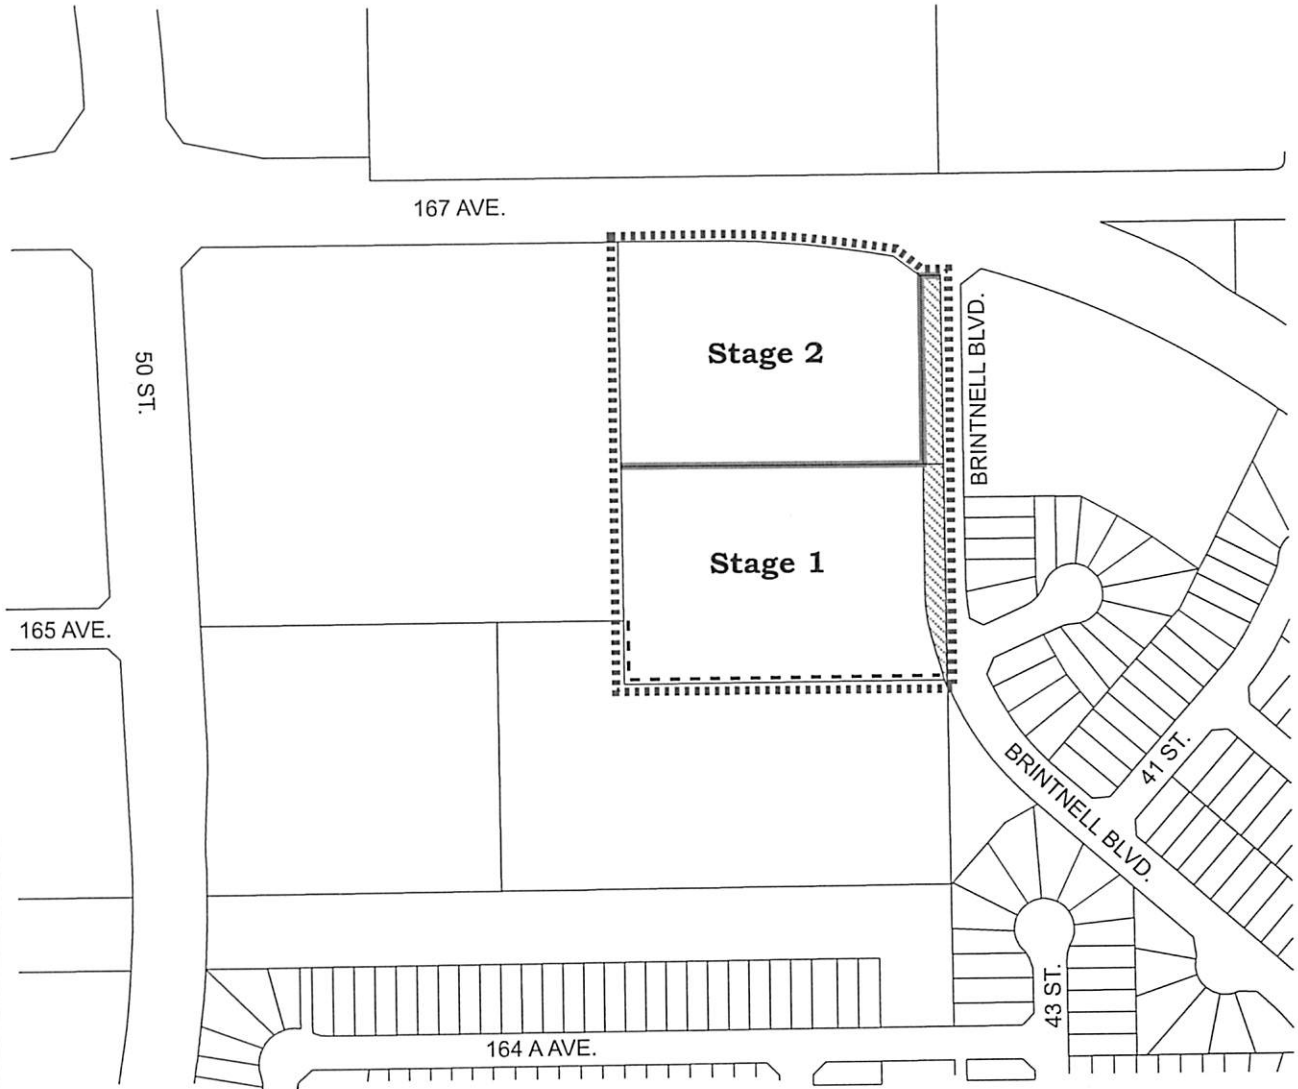 167 AVE.
BRINTNELL BLVD.
Stage 2
50 ST.
Stage 1
165 AVE.
41 ST.
BRINTNELL BLVD.
43 ST.
164 A AVE.